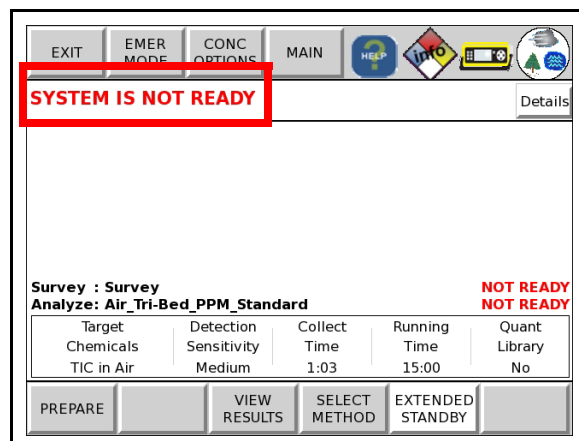 EXIT
EMER
MODE
CONC
OPTIONS
MAIN
HELP
info
SYSTEM IS NOT READY
Details
Survey : Survey NOT READY
Analyze: Air_Tri-Bed_PPM_Standard NOT READY
Target Detection Collect Running Quant
Chemicals Sensitivity Time Time Library
TIC in Air Medium 1:03 15:00 No
PREPARE
VIEW
RESULTS
SELECT
METHOD
EXTENDED
STANDBY